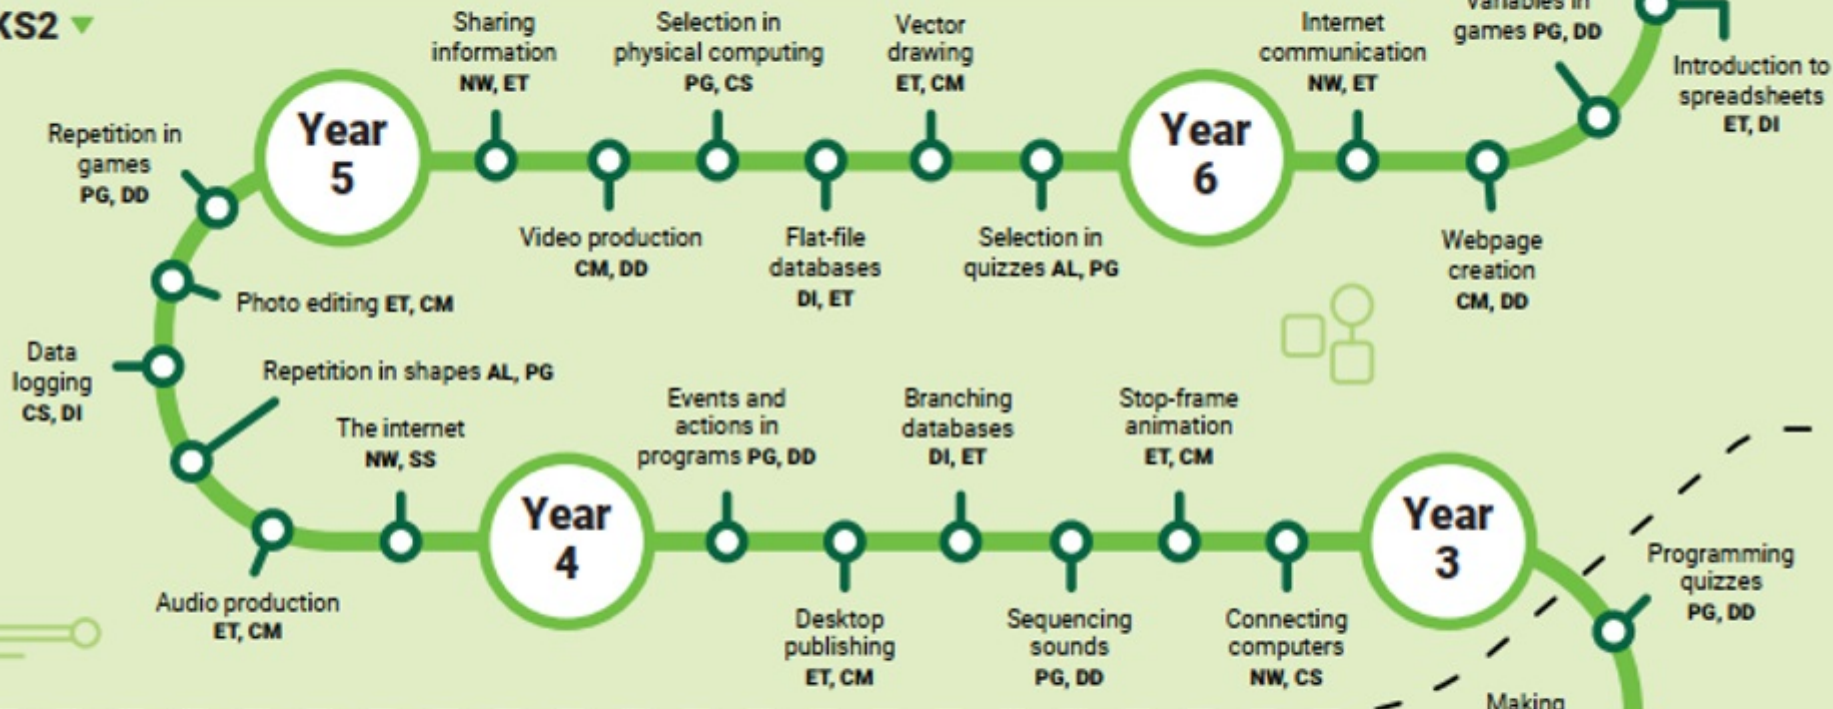 KS2
Sharing
information
NW, ET
Selection in
physical computing
PG, CS
Vector
drawing
ET, CM
Internet
communication
NW, ET
Variables in
games PG, DD
Introduction to
spreadsheets
ET, DI
Year
5
Year
6
Repetition in
games
PG, DD
Video production
CM, DD
Flat-file
databases
DI, ET
Selection in
quizzes AL, PG
Webpage
creation
CM, DD
Photo editing ET, CM
Data
logging
CS, DI
Repetition in shapes AL, PG
The internet
NW, SS
Events and
actions in
programs PG, DD
Branching
databases
DI, ET
Stop-frame
animation
ET, CM
Year
4
Year
3
Programming
quizzes
PG, DD
Audio production
ET, CM
Desktop
publishing
ET, CM
Sequencing
sounds
PG, DD
Connecting
computers
NW, CS
Making